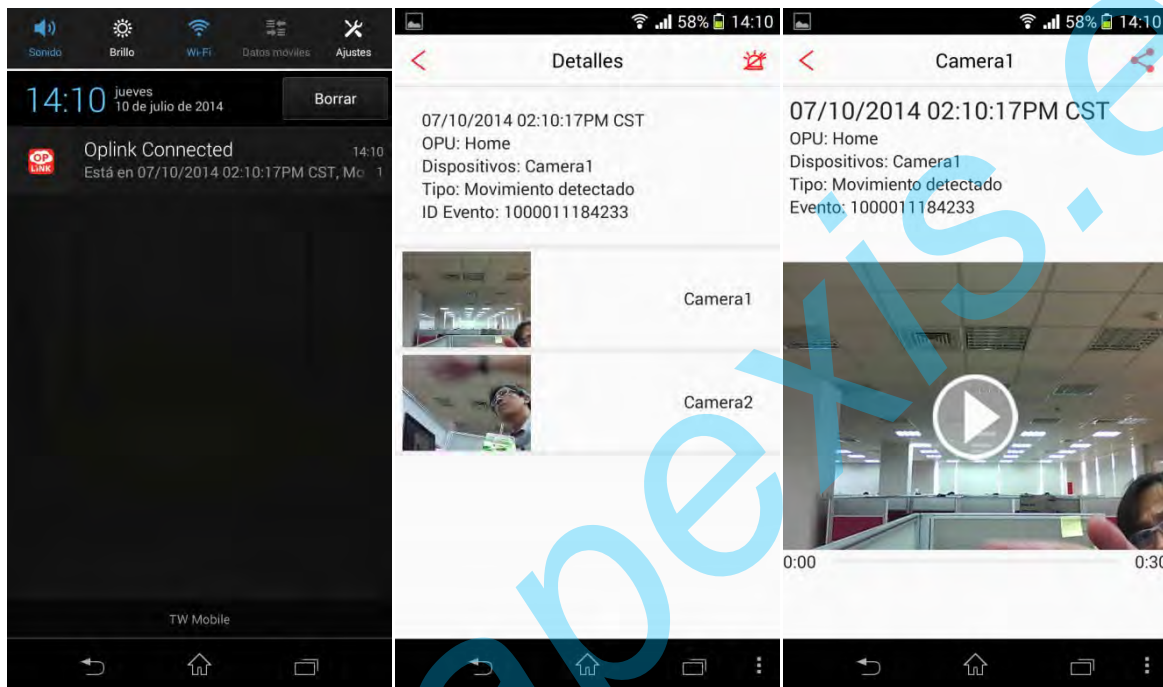 Sonido Brillo Wi-Fi Datos móviles Ajustes
14:10 jueves
10 de julio de 2014
Borrar
OP
LINK
Oplink Connected 14:10
Está en 07/10/2014 02:10:17PM CST, Mo 1
TW Mobile
58% 14:10
Detalles
07/10/2014 02:10:17PM CST
OPU: Home
Dispositivos: Camera1
Tipo: Movimiento detectado
ID Evento: 1000011184233
Camera1
Camera2
58% 14:10
Camera1
07/10/2014 02:10:17PM CST
OPU: Home
Dispositivos: Camera1
Tipo: Movimiento detectado
Evento: 1000011184233
0:00 0:30
apexis.e